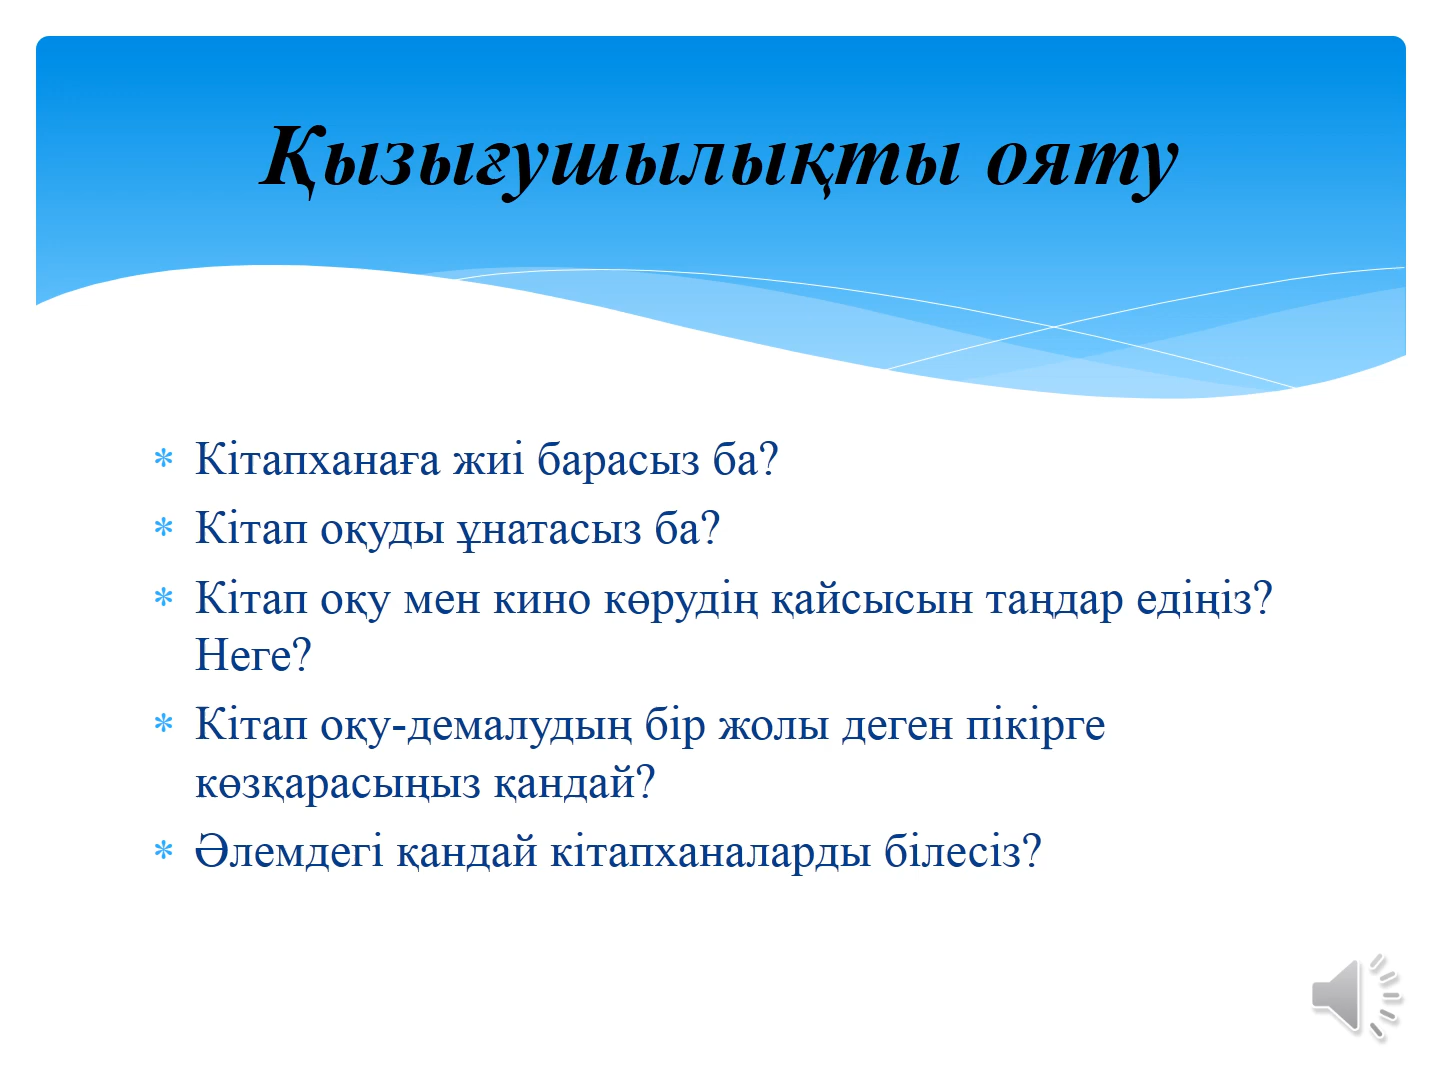 Қызығушылықты ояту
* Кітапханаға жиі барасыз ба?
* Кітап оқуды ұнатасыз ба?
* Кітап оқу мен кино көрудің қайсысын таңдар едіңіз?
Неге?
* Кітап оқу-демалудың бір жолы деген пікірге
көзқарасыңыз қандай?
* Әлемдегі қандай кітапханаларды білесіз?